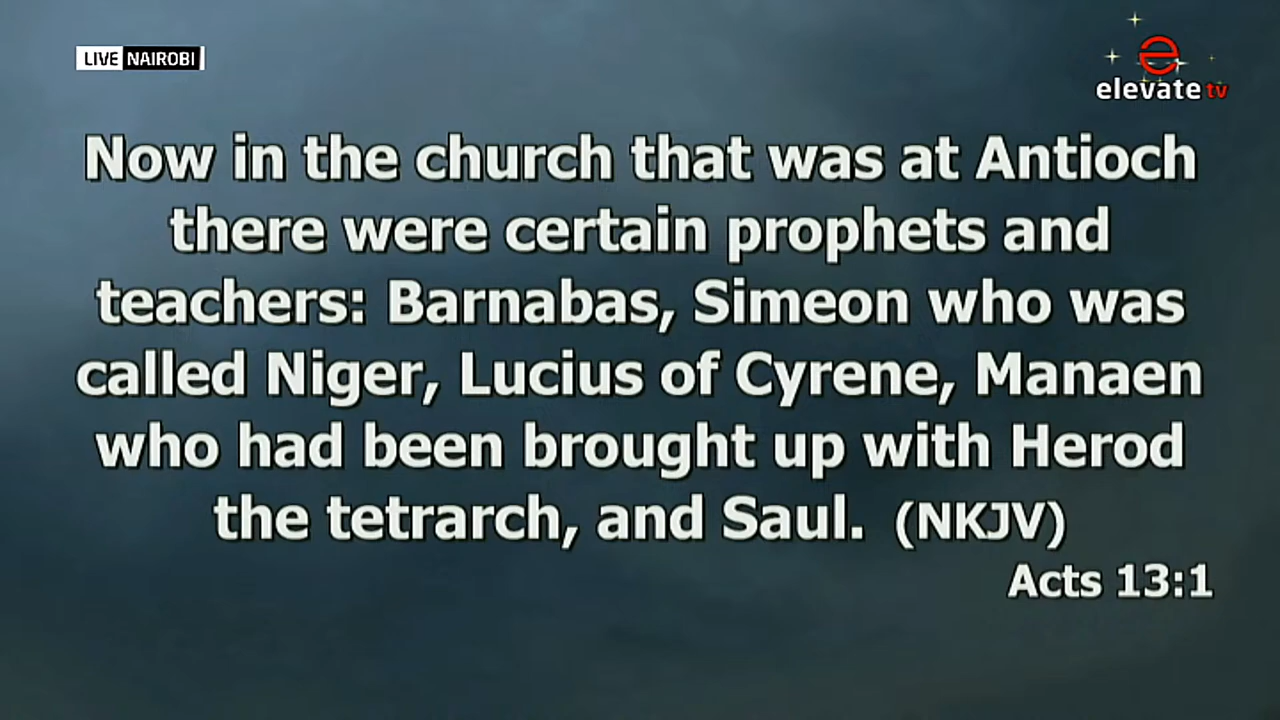 LIVE NAIROBI
elevate tv
Now in the church that was at Antioch
there were certain prophets and
teachers: Barnabas, Simeon who was
called Niger, Lucius of Cyrene, Manaen
who had been brought up with Herod
the tetrarch, and Saul. (NKJV)
Acts 13:1